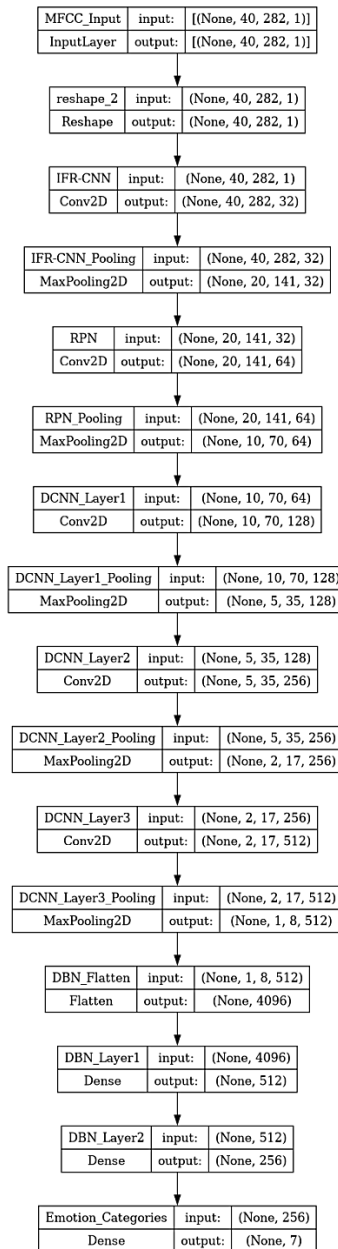 MFCC_Input input: [(None, 40, 282, 1)]
InputLayer output: [(None, 40, 282, 1)]
reshape_2 input: (None, 40, 282, 1)
Reshape output: (None, 40, 282, 1)
IFR-CNN input: (None, 40, 282, 1)
Conv2D output: (None, 40, 282, 32)
IFR-CNN_Pooling input: (None, 40, 282, 32)
MaxPooling2D output: (None, 20, 141, 32)
RPN input: (None, 20, 141, 32)
Conv2D output: (None, 20, 141, 64)
RPN_Pooling input: (None, 20, 141, 64)
MaxPooling2D output: (None, 10, 70, 64)
DCNN_Layer1 input: (None, 10, 70, 64)
Conv2D output: (None, 10, 70, 128)
DCNN_Layer1_Pooling input: (None, 10, 70, 128)
MaxPooling2D output: (None, 5, 35, 128)
DCNN_Layer2 input: (None, 5, 35, 128)
Conv2D output: (None, 5, 35, 256)
DCNN_Layer2_Pooling input: (None, 5, 35, 256)
MaxPooling2D output: (None, 2, 17, 256)
DCNN_Layer3 input: (None, 2, 17, 256)
Conv2D output: (None, 2, 17, 512)
DCNN_Layer3_Pooling input: (None, 2, 17, 512)
MaxPooling2D output: (None, 1, 8, 512)
DBN_Flatten input: (None, 1, 8, 512)
Flatten output: (None, 4096)
DBN_Layer1 input: (None, 4096)
Dense output: (None, 512)
DBN_Layer2 input: (None, 512)
Dense output: (None, 256)
Emotion_Categories input: (None, 256)
Dense output: (None, 7)